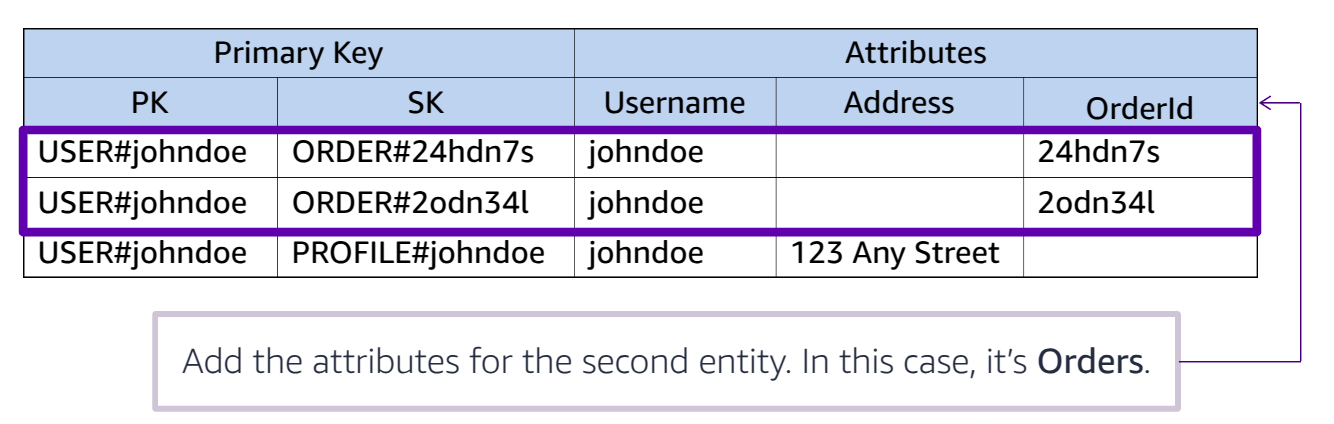 Primary Key Attributes
PK SK Username Address OrderId
USER#johndoe ORDER#24hdn7s johndoe 24hdn7s
USER#johndoe ORDER#2odn34l johndoe 2odn34l
USER#johndoe PROFILE#johndoe johndoe 123 Any Street
Add the attributes for the second entity. In this case, it’s Orders.